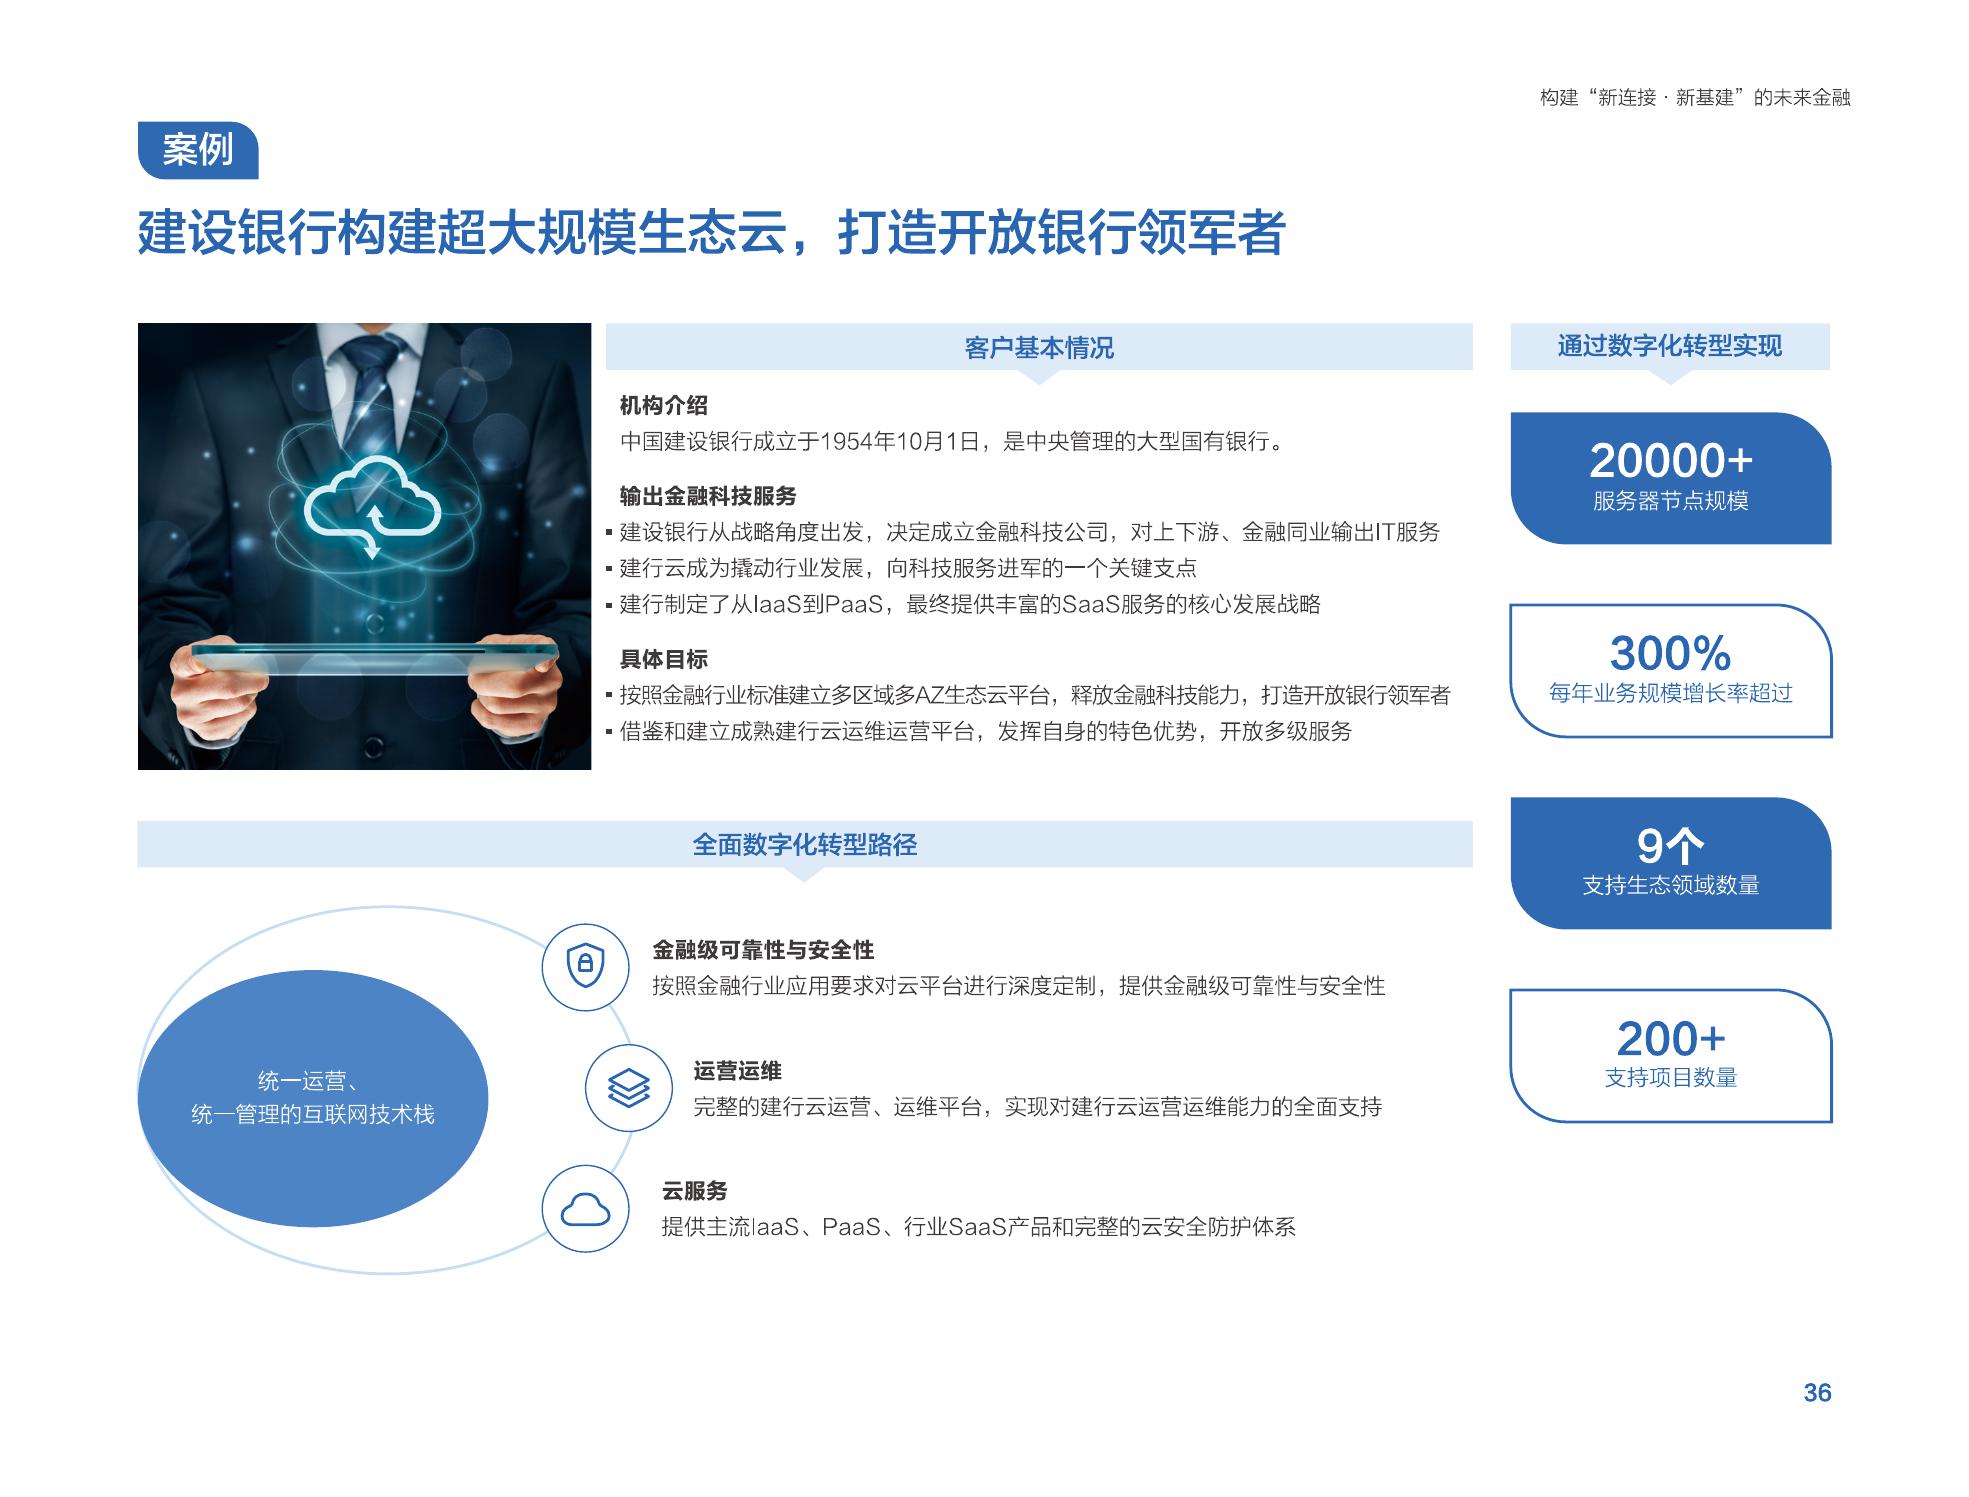 构建“新连接·新基建”的未来金融
案例
建设银行构建超大规模生态云，打造开放银行领军者
客户基本情况
机构介绍
中国建设银行成立于1954年10月1日，是中央管理的大型国有银行。
输出金融科技服务
▪ 建设银行从战略角度出发，决定成立金融科技公司，对上下游、金融同业输出IT服务
▪ 建行云成为撬动行业发展，向科技服务进军的一个关键支点
▪ 建行制定了从IaaS到PaaS，最终提供丰富的SaaS服务的核心发展战略
具体目标
▪ 按照金融行业标准建立多区域多AZ生态云平台，释放金融科技能力，打造开放银行领军者
▪ 借鉴和建立成熟建行云运维运营平台，发挥自身的特色优势，开放多级服务
通过数字化转型实现
20000+
服务器节点规模
300%
每年业务规模增长率超过
9个
支持生态领域数量
200+
支持项目数量
全面数字化转型路径
统一运营、
统一管理的互联网技术栈
金融级可靠性与安全性
按照金融行业应用要求对云平台进行深度定制，提供金融级可靠性与安全性
运营运维
完整的建行云运营、运维平台，实现对建行云运营运维能力的全面支持
云服务
提供主流IaaS、PaaS、行业SaaS产品和完整的云安全防护体系
36